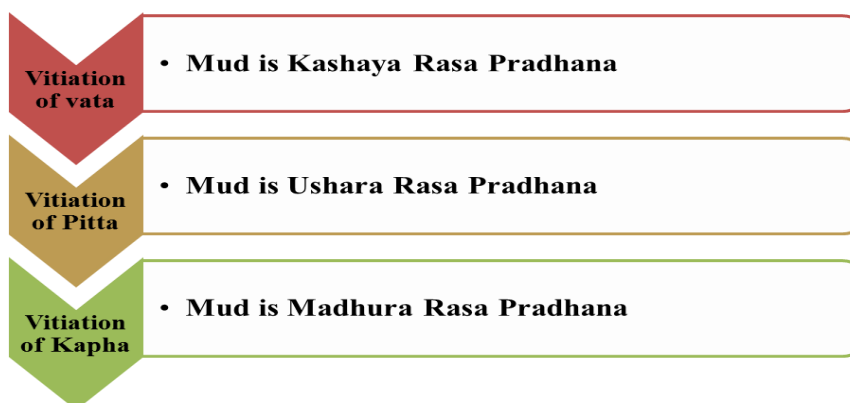 Vitiation
of vata
• Mud is Kashaya Rasa Pradhana
Vitiation
of Pitta
• Mud is Ushara Rasa Pradhana
Vitiation
of Kapha
• Mud is Madhura Rasa Pradhana